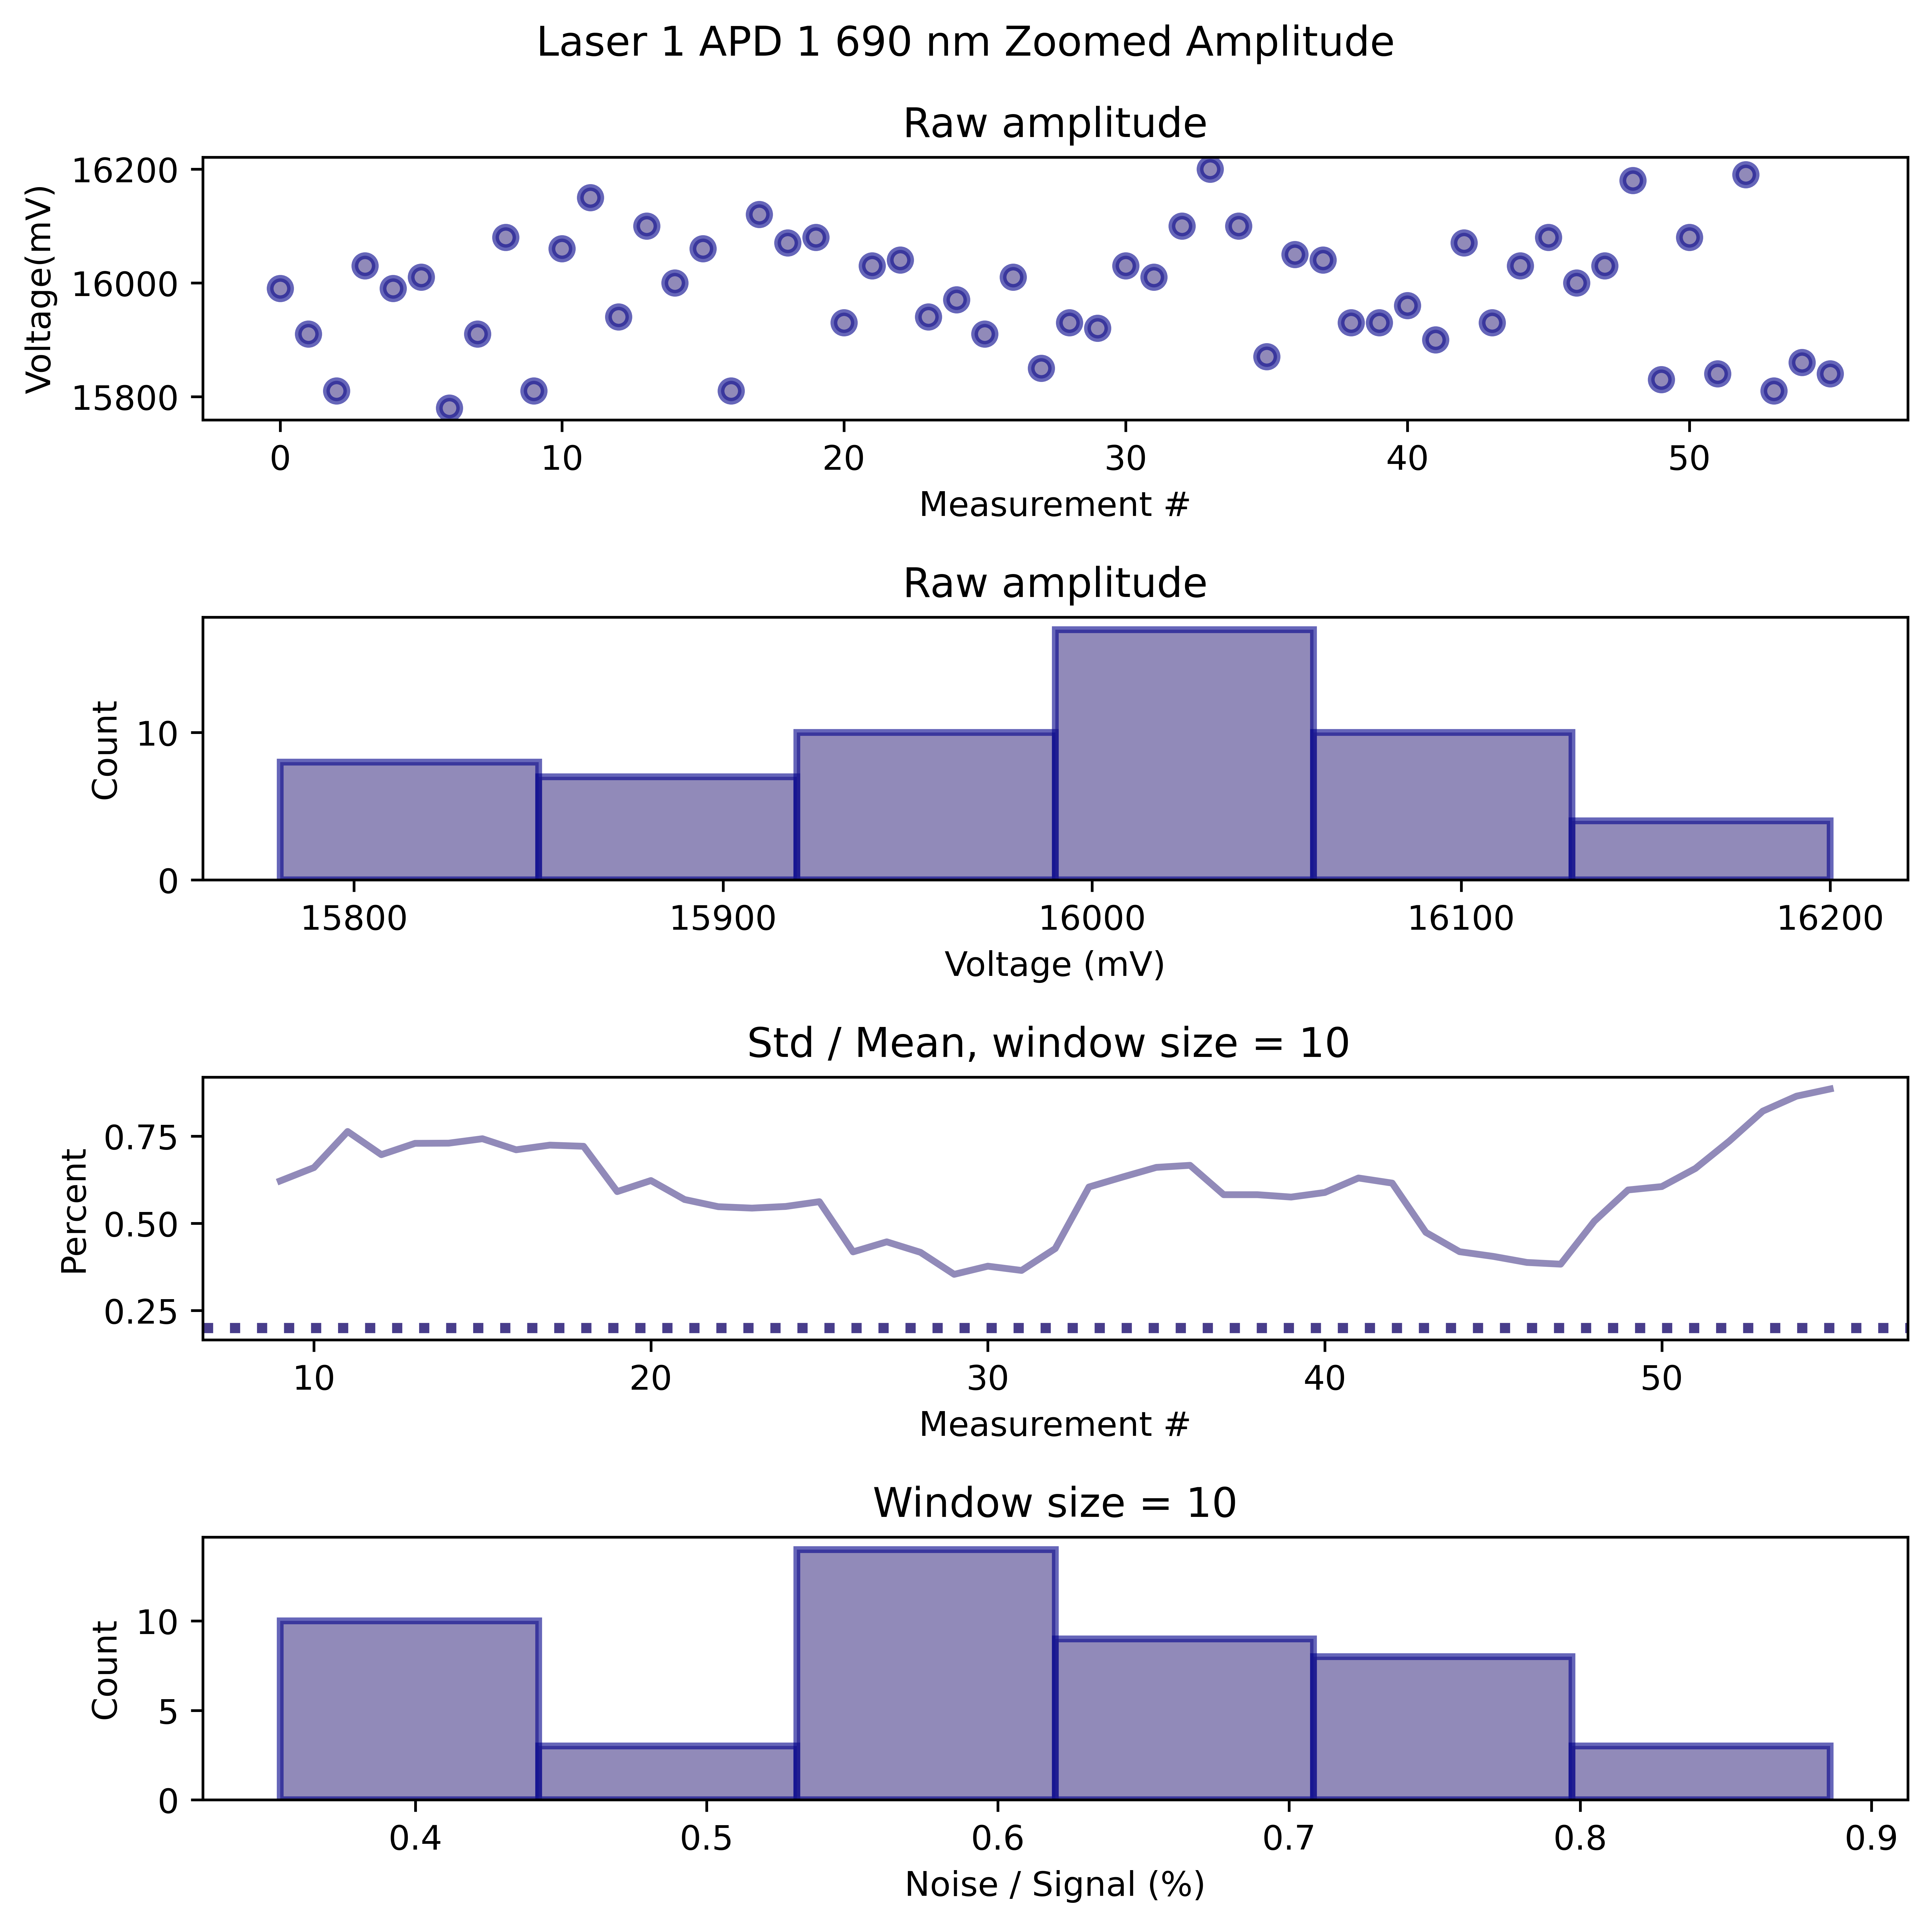 Laser 1 APD 1 690 nm Zoomed Amplitude
Raw amplitude
Voltage(mV)
16200
16000
15800
0 10 20 30 40 50
Measurement #
Raw amplitude
Count
10
0
15800 15900 16000 16100 16200
Voltage (mV)
Std / Mean, window size = 10
Percent
0.75
0.50
0.25
10 20 30 40 50
Measurement #
Window size = 10
Count
10
5
0
0.4 0.5 0.6 0.7 0.8 0.9
Noise / Signal (%)